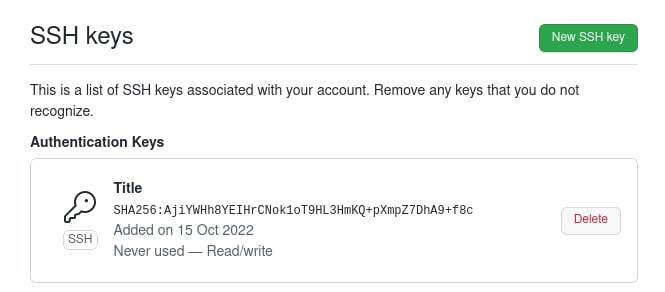 SSH keys
New SSH key
This is a list of SSH keys associated with your account. Remove any keys that you do not
recognize.
Authentication Keys
Title
SHA256:AjiYWHh8YEIHrCNok1oT9HL3HmKQ+pXmpZ7DhA9+f8c
Added on 15 Oct 2022
Never used — Read/write
SSH
Delete